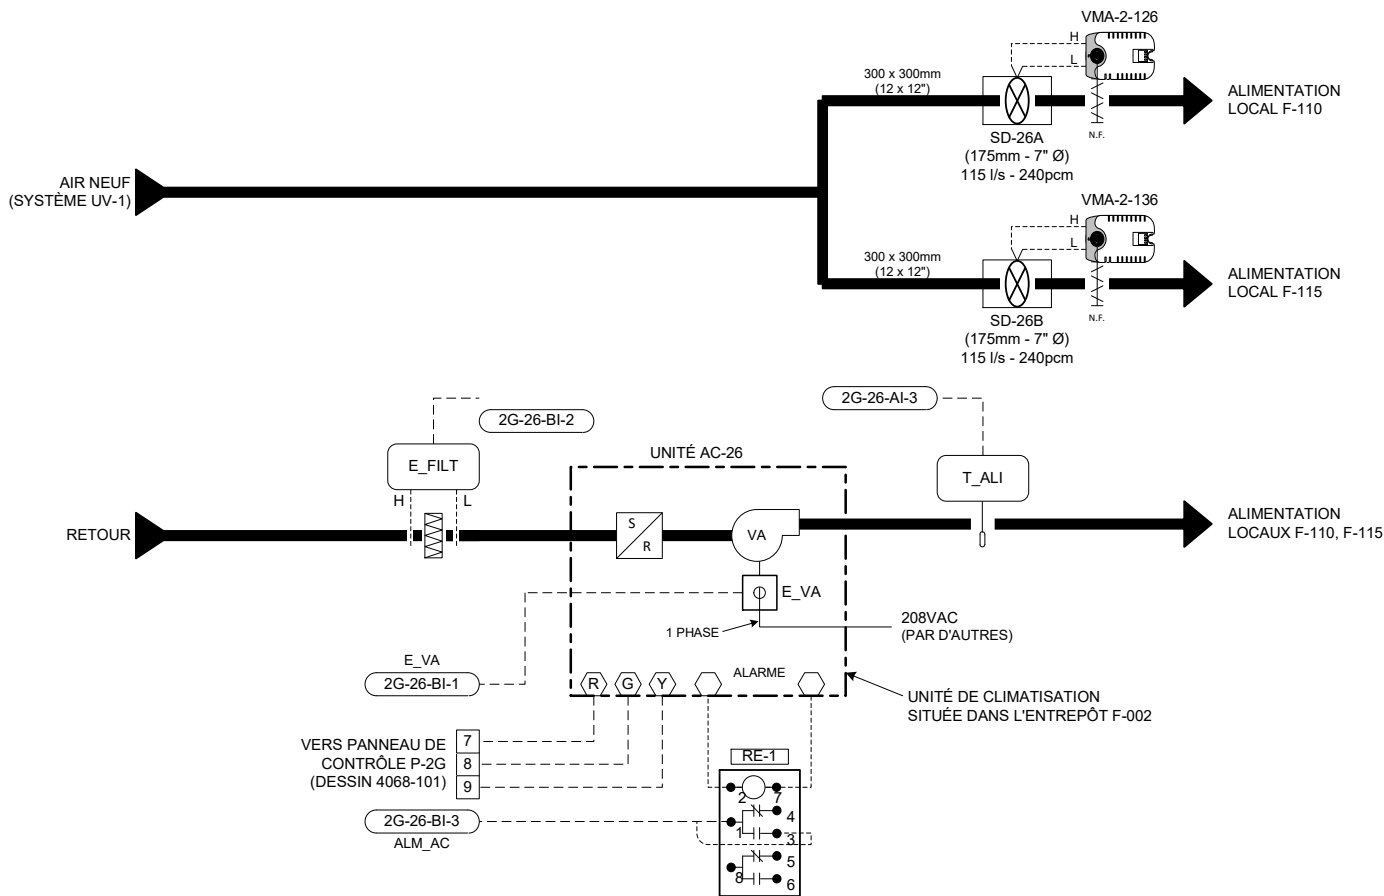 VMA-2-126
H
L
300 x 300mm
(12 x 12")
ALIMENTATION
LOCAL F-110
N.F.
SD-26A
(175mm - 7" Ø)
115 l/s - 240pcm
AIR NEUF
(SYSTÈME UV-1)
VMA-2-136
H
L
300 x 300mm
(12 x 12")
ALIMENTATION
LOCAL F-115
N.F.
SD-26B
(175mm - 7" Ø)
115 l/s - 240pcm
2G-26-AI-3
2G-26-BI-2
UNITÉ AC-26
E_FILT
T_ALI
H
L
S
R
VA
RETOUR
ALIMENTATION
LOCAUX F-110, F-115
E_VA
208VAC
(PAR D'AUTRES)
1 PHASE
E_VA
2G-26-BI-1
R
G
Y
ALARME
UNITÉ DE CLIMATISATION
SITUÉE DANS L'ENTREPÔT F-002
VERS PANNEAU DE
CONTRÔLE P-2G
(DESSIN 4068-101)
7
8
9
RE-1
2
7
4
1
3
5
8
6
2G-26-BI-3
ALM_AC